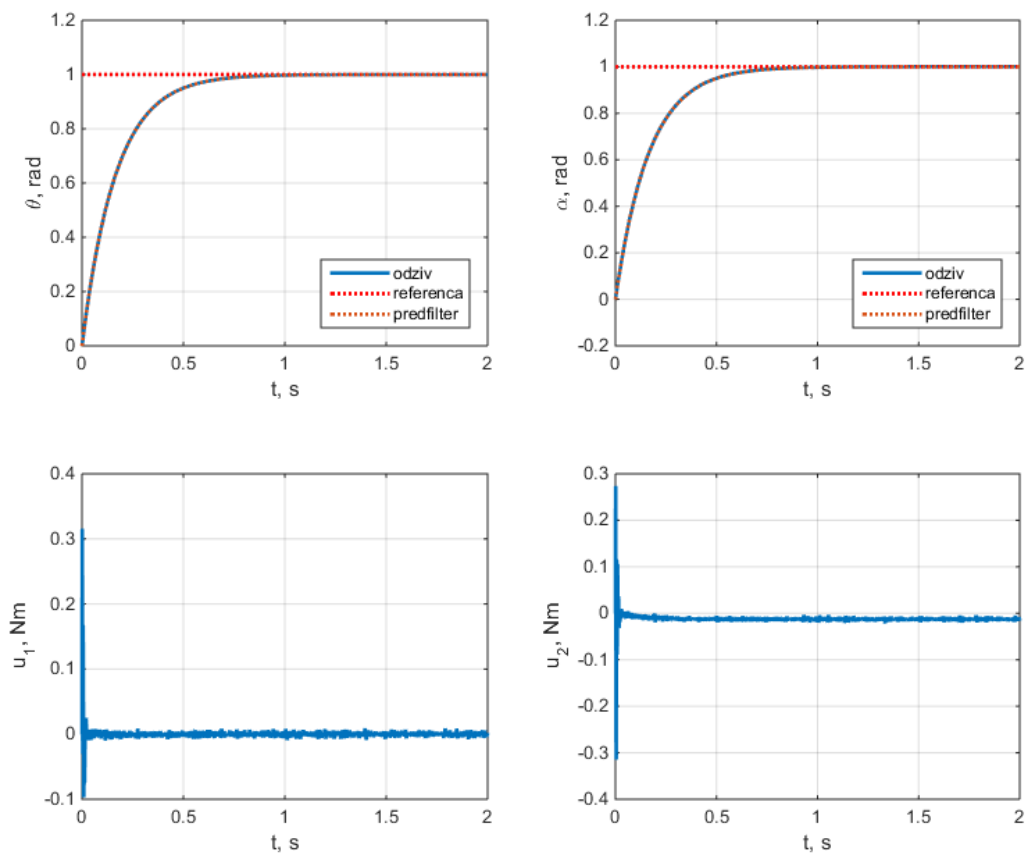 1.2
1
0.8
0.6
0.4
0.2
0
θ, rad
odziv
referenca
predfilter
0 0.5 1 1.5 2
t, s
1.2
1
0.8
0.6
0.4
0.2
0
-0.2
α, rad
odziv
referenca
predfilter
0 0.5 1 1.5 2
t, s
0.4
0.3
0.2
0.1
0
-0.1
u₁, Nm
0 0.5 1 1.5 2
t, s
0.3
0.2
0.1
0
-0.1
-0.2
-0.3
-0.4
u₂, Nm
0 0.5 1 1.5 2
t, s